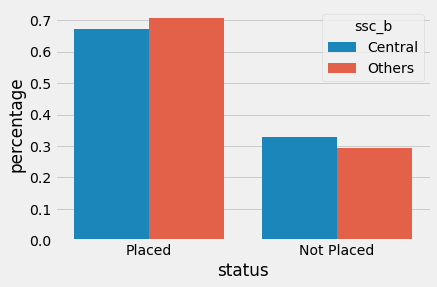 ssc_b
Central
Others
percentage
0.7
0.6
0.5
0.4
0.3
0.2
0.1
0.0
Placed
Not Placed
status